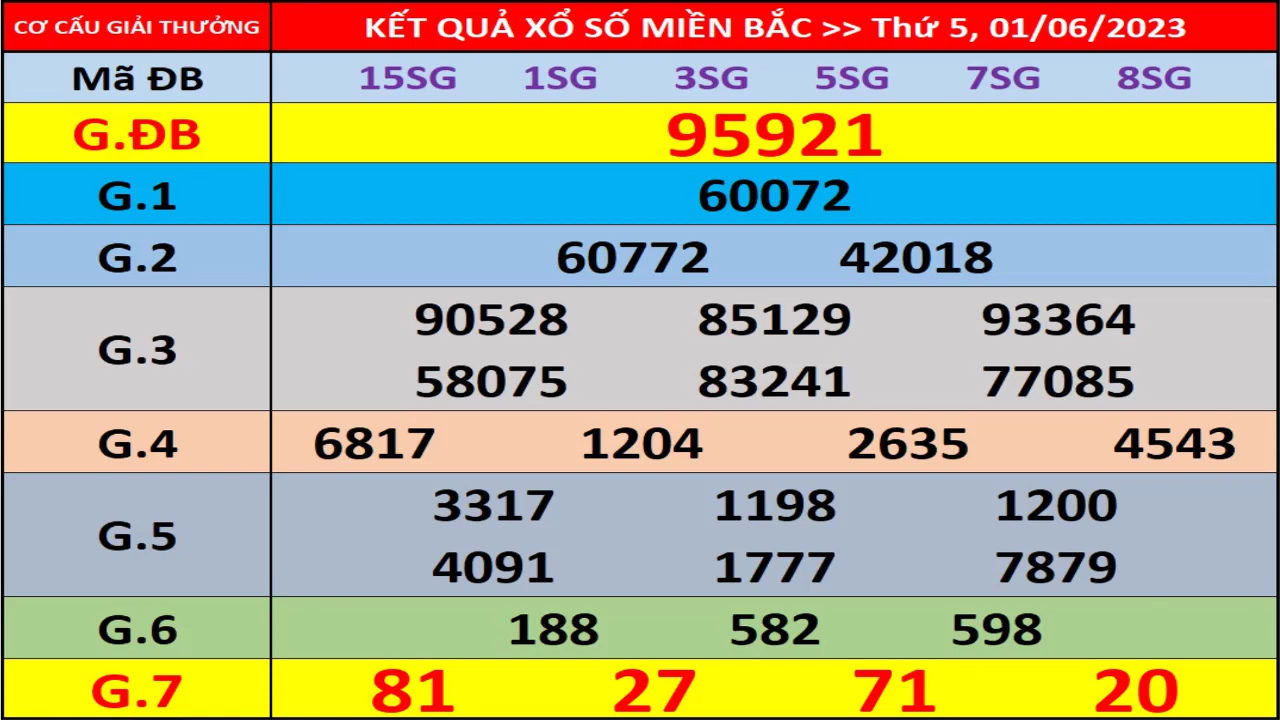 CƠ CẤU GIẢI THƯỞNG KẾT QUẢ XỔ SỐ MIỀN BẮC >> Thứ 5, 01/06/2023
Mã ĐB 15SG 1SG 3SG 5SG 7SG 8SG
G.ĐB 95921
G.1 60072
G.2 60772 42018
G.3
90528 85129 93364
58075 83241 77085
G.4 6817 1204 2635 4543
G.5
3317 1198 1200
4091 1777 7879
G.6 188 582 598
G.7 81 27 71 20